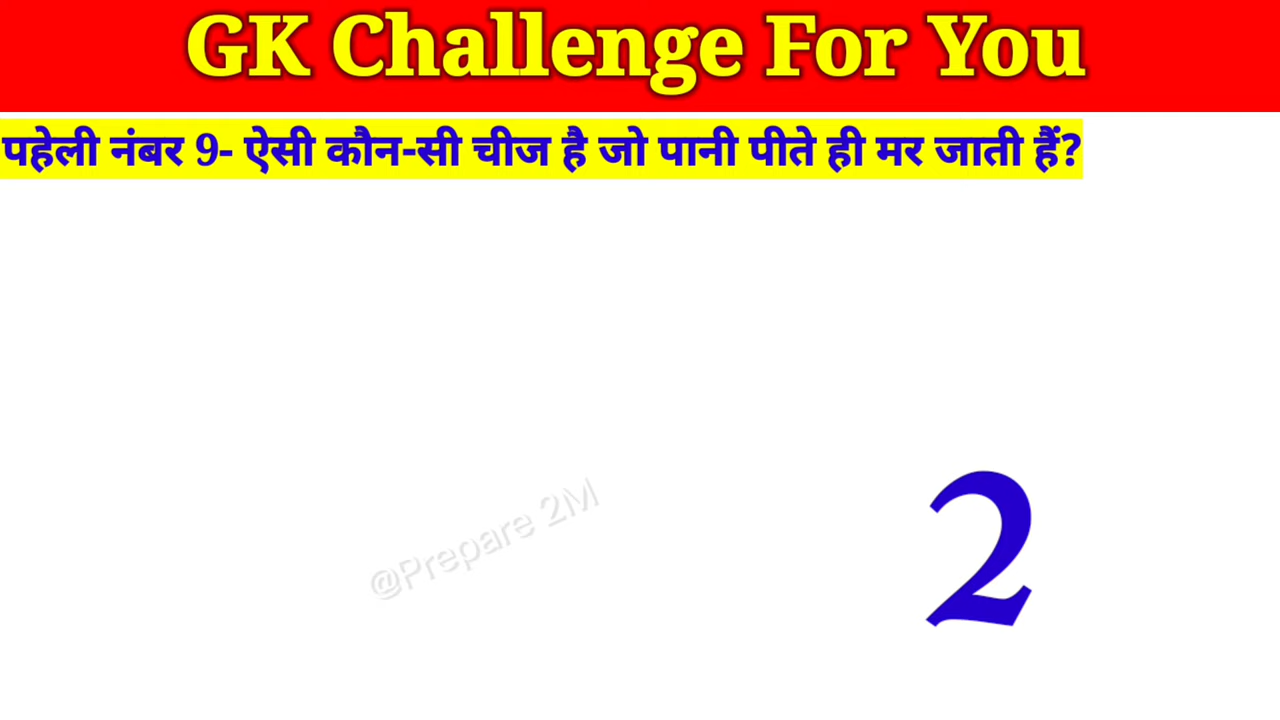 GK Challenge For You
पहेली नंबर 9- ऐसी कौन-सी चीज है जो पानी पीते ही मर जाती हैं?
@Prepare 2M
2